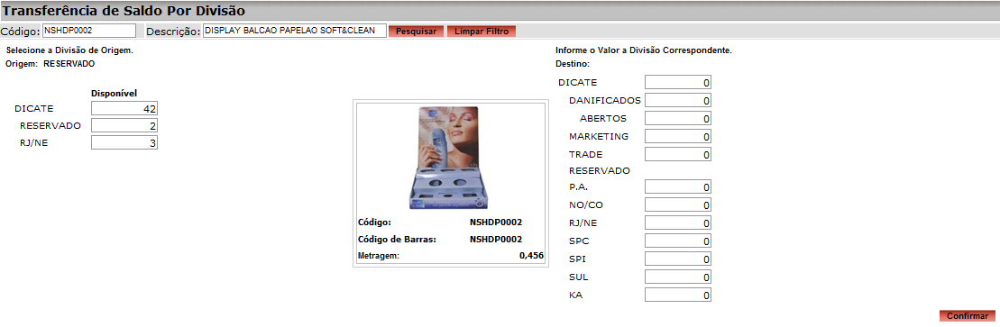 Transferência de Saldo Por Divisão
Código: NSHDP0002 Descrição: DISPLAY BALCAO PAPELAO SOFT&CLEAN Pesquisar Limpar Filtro
Selecione a Divisão de Origem.
Origem: RESERVADO
Disponível
DICATE 42
RESERVADO 2
RJ/NE 3
Código: NSHDP0002
Código de Barras: NSHDP0002
Metragem: 0,456
Informe o Valor a Divisão Correspondente.
Destino:
DICATE 0
DANIFICADOS 0
ABERTOS 0
MARKETING 0
TRADE 0
RESERVADO
P.A. 0
NO/CO 0
RJ/NE 0
SPC 0
SPI 0
SUL 0
KA 0
Confirmar